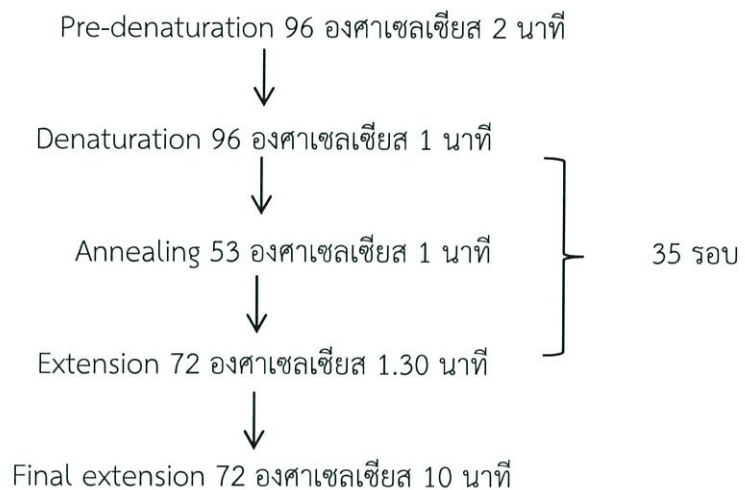 Pre-denaturation 96 องศาเซลเซียส 2 นาที
Denaturation 96 องศาเซลเซียส 1 นาที
Annealing 53 องศาเซลเซียส 1 นาที
35 รอบ
Extension 72 องศาเซลเซียส 1.30 นาที
Final extension 72 องศาเซลเซียส 10 นาที